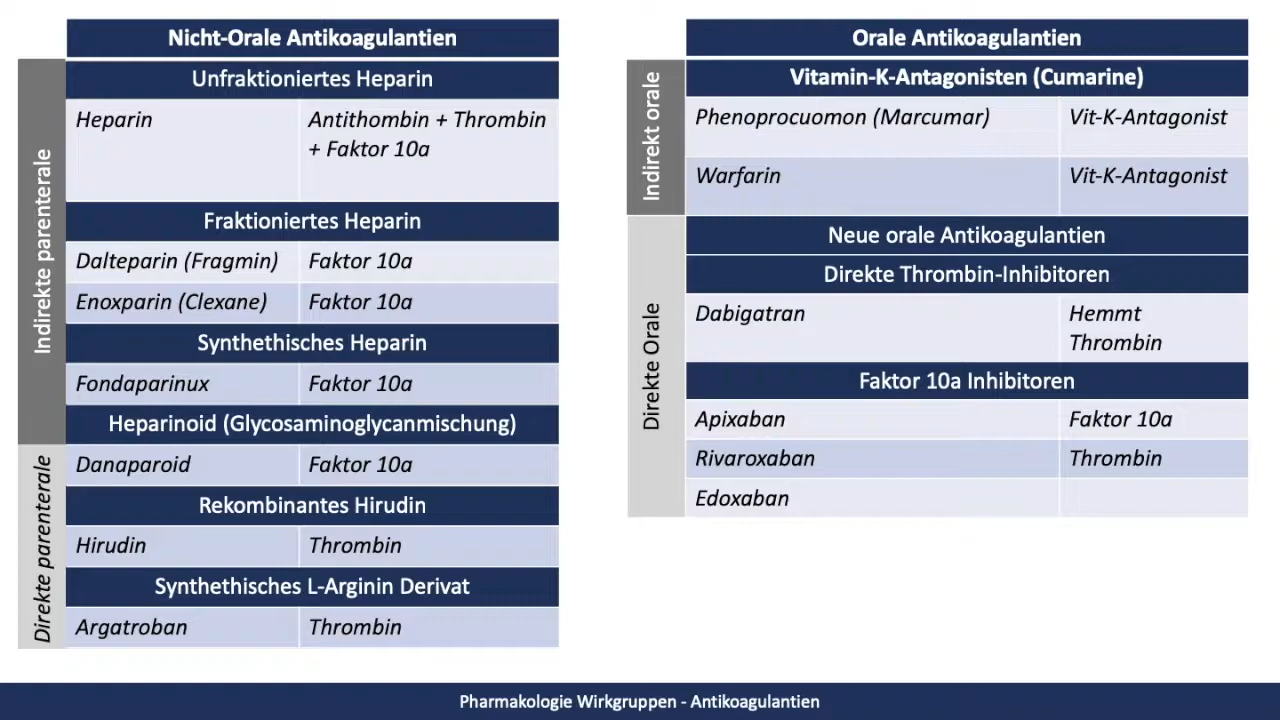 Nicht-Orale Antikoagulantien
Indirekte parenterale
Unfraktioniertes Heparin
Heparin
Antithombin + Thrombin
+ Faktor 10a
Fraktioniertes Heparin
Dalteparin (Fragmin)
Faktor 10a
Enoxparin (Clexane)
Faktor 10a
Synthethisches Heparin
Fondaparinux
Faktor 10a
Heparinoid (Glycosaminoglycanmischung)
Direkte parenterale
Danaparoid
Faktor 10a
Rekombinantes Hirudin
Hirudin
Thrombin
Synthethisches L-Arginin Derivat
Argatroban
Thrombin
Orale Antikoagulantien
Indirekt orale
Vitamin-K-Antagonisten (Cumarine)
Phenoprocuomon (Marcumar)
Vit-K-Antagonist
Warfarin
Vit-K-Antagonist
Direkte Orale
Neue orale Antikoagulantien
Direkte Thrombin-Inhibitoren
Dabigatran
Hemmt
Thrombin
Faktor 10a Inhibitoren
Apixaban
Faktor 10a
Rivaroxaban
Thrombin
Edoxaban
Pharmakologie Wirkgruppen - Antikoagulantien